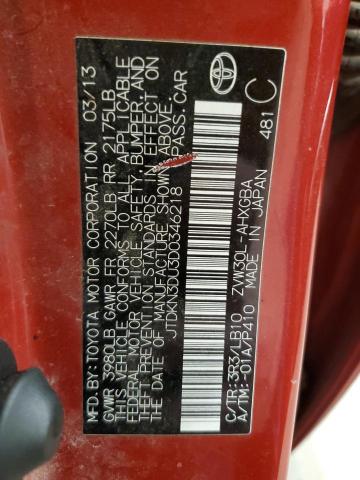 MFD. BY: TOYOTA MOTOR CORPORATION 03/13
GVWR 3980LB GAWR FR 2270LB RR 2175LB
THIS VEHICLE CONFORMS TO ALL APPLICABLE
FEDERAL MOTOR VEHICLE SAFETY, BUMPER, AND
THEFT PREVENTION STANDARDS IN EFFECT ON
THE DATE OF MANUFACTURE SHOWN ABOVE.
JTDKN3DU3D0346218 PASS. CAR
C/TR: 3R3/LB10 ZVW30L-AHXGBA
A/TM: -01A/P410 MADE IN JAPAN
481
C